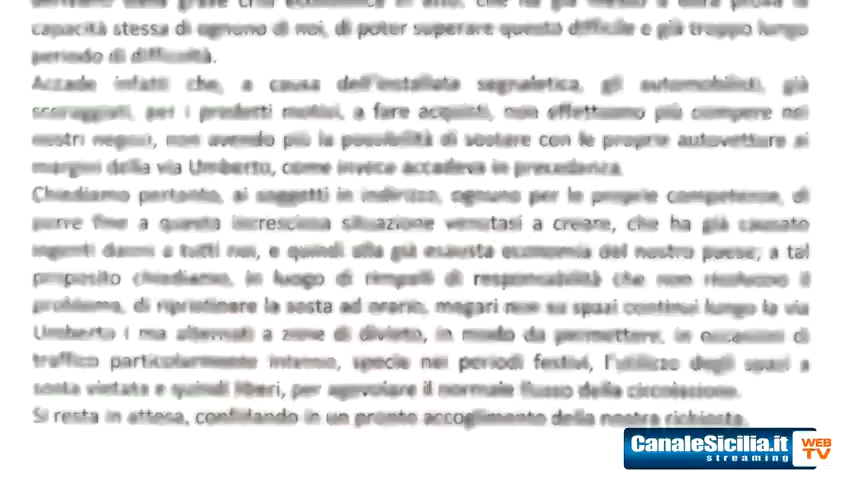 capacità stessa di ognuno di noi, di poter superare questo difficile e già troppo lungo
periodo di difficoltà.
Accade infatti che, a causa dell'installata segnaletica, gli automobilisti, già
scoraggiati, per i predetti motivi, a fare acquisti, non effettuano più compere nei
nostri negozi, non avendo più la possibilità di sostare con le proprie autovetture ai
margini della via Umberto, come invece accadeva in precedenza.
Chiediamo pertanto, ai soggetti in indirizzo, ognuno per le proprie competenze, di
porre fine a questa incresciosa situazione venutasi a creare, che ha già causato
ingenti danni a tutti noi, e quindi alla già esausta economia del nostro paese; a tal
proposito chiediamo, in luogo di rimpalli di responsabilità che non risolvono il
problema, di ripristinare la sosta ad orario, magari non su spazi continui lungo la via
Umberto I ma alternati a zone di divieto, in modo da permettere, in occasioni di
traffico particolarmente intenso, specie nei periodi festivi, l'utilizzo degli spazi a
sosta vietata e quindi liberi, per agevolare il normale flusso della circolazione.
Si resta in attesa, confidando in un pronto accoglimento della nostra richiesta.
CanaleSicilia.it
streaming
WEB
TV